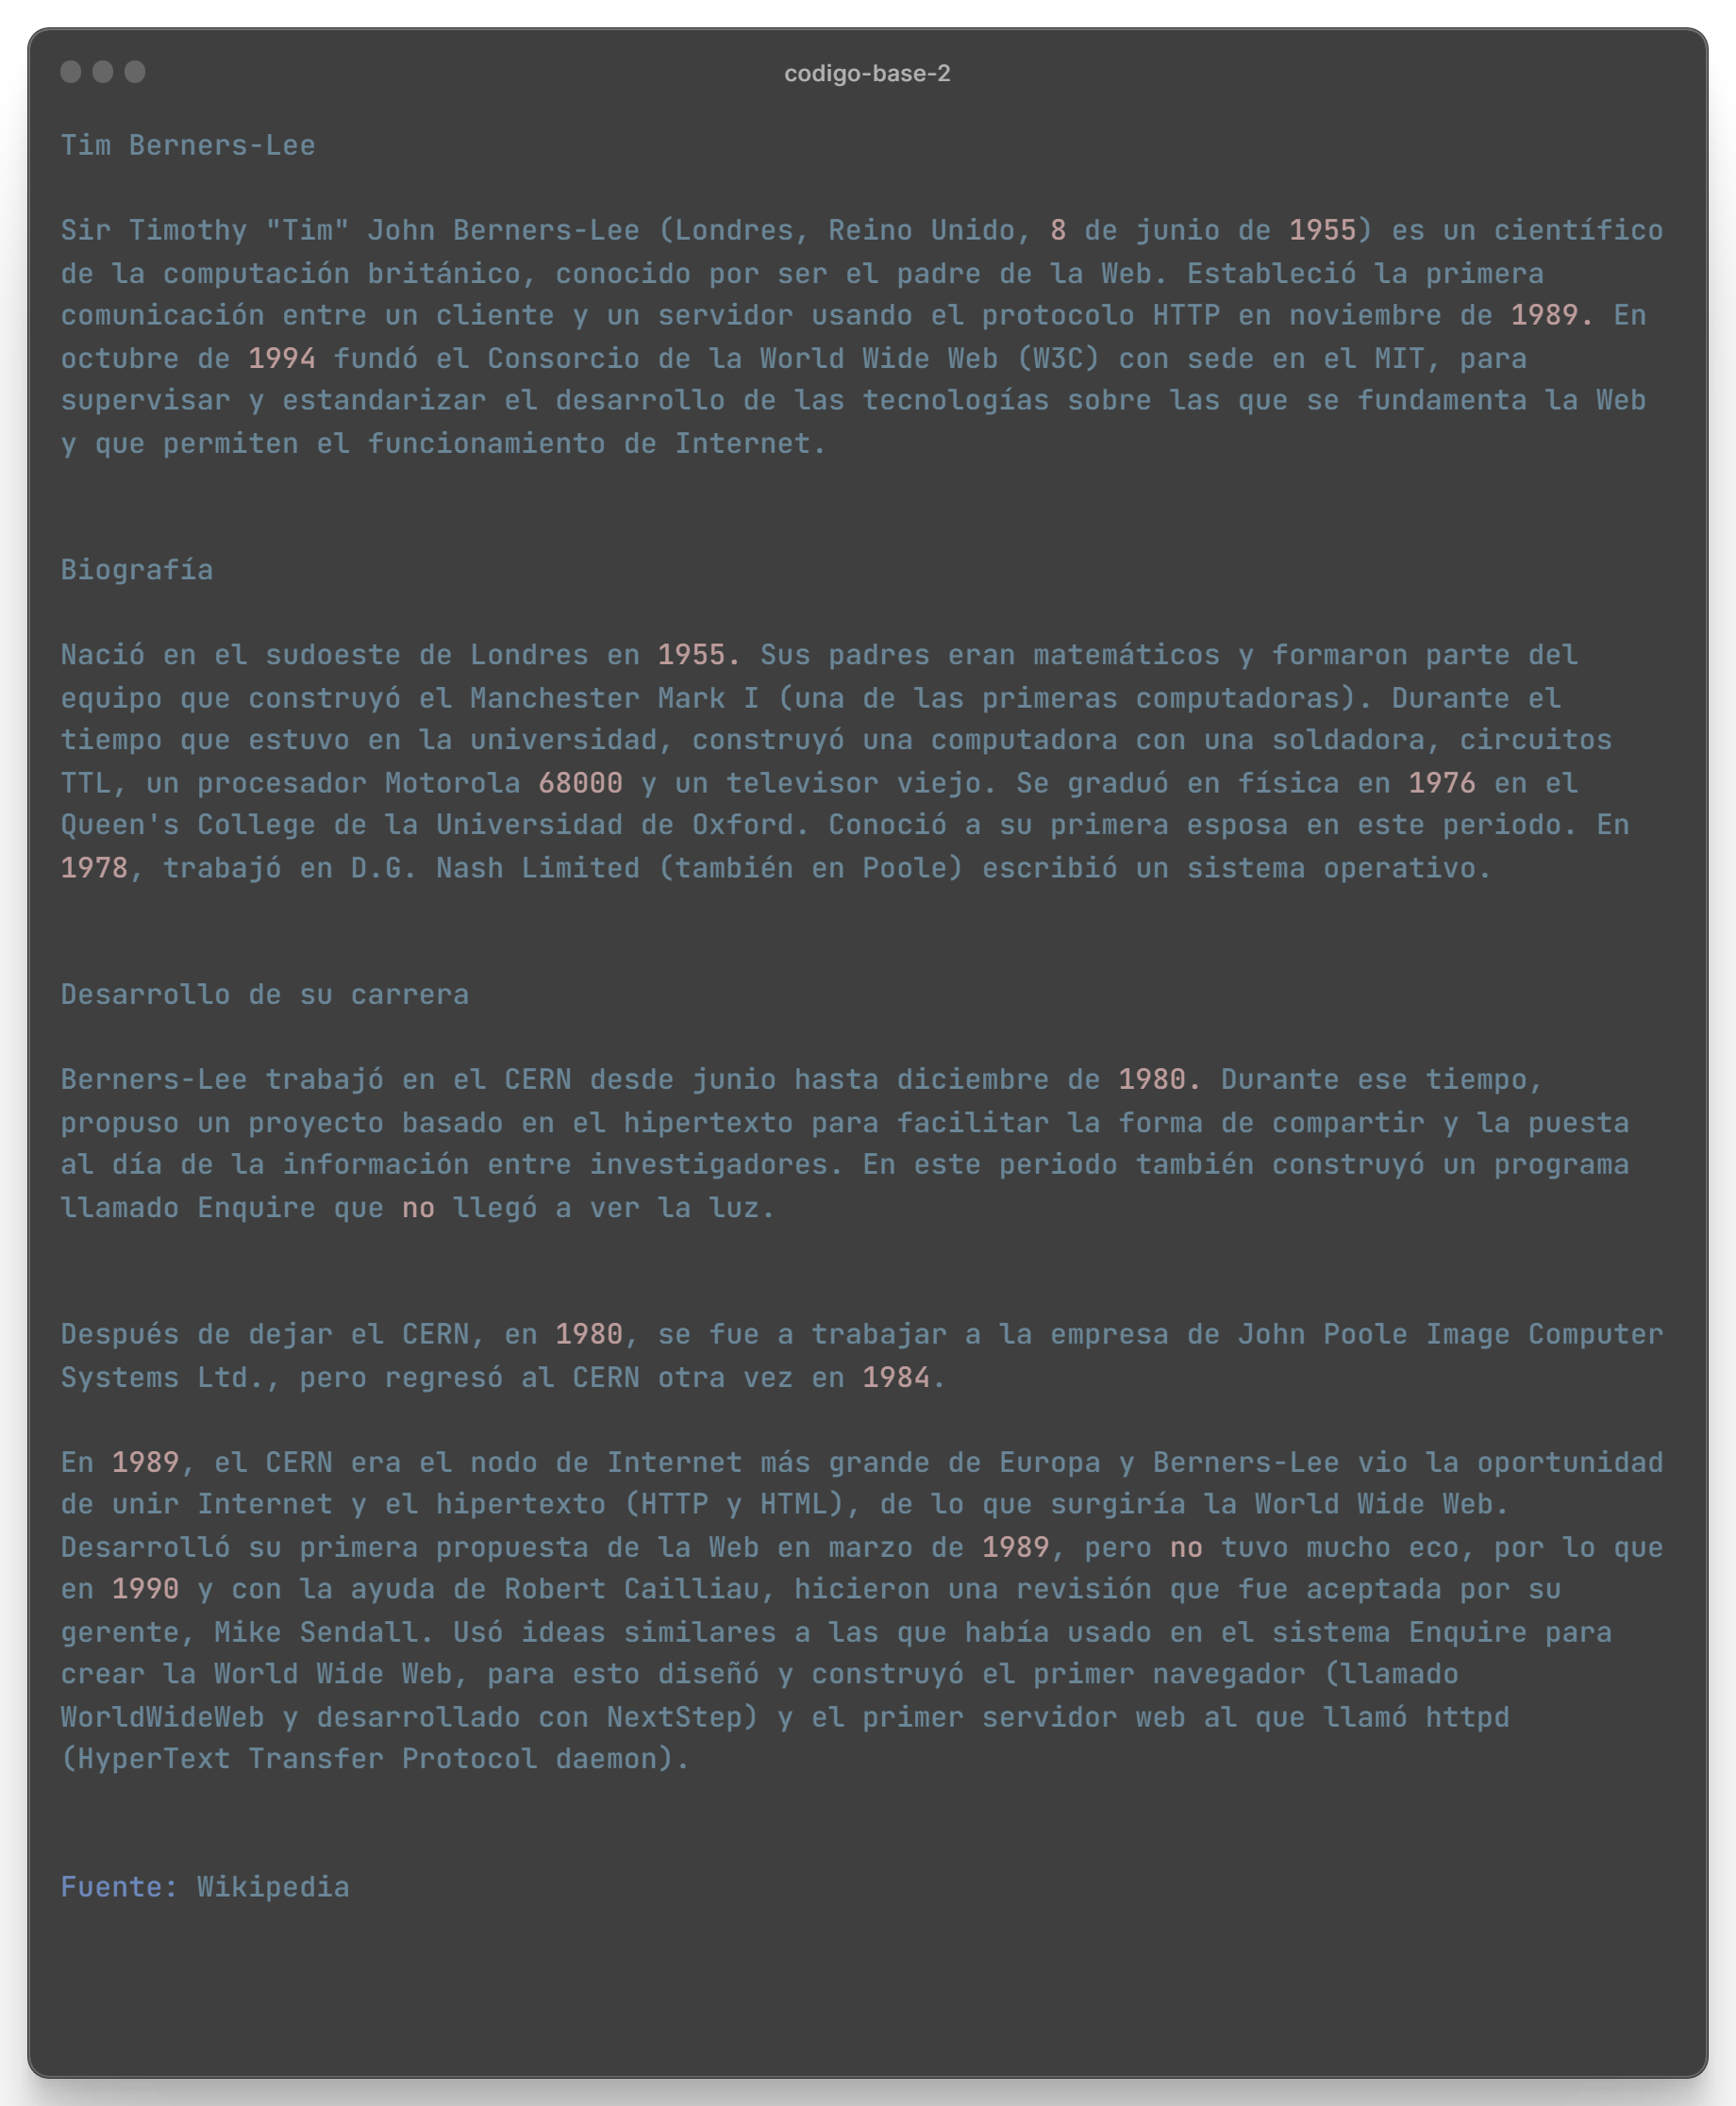 codigo-base-2
Tim Berners-Lee
Sir Timothy "Tim" John Berners-Lee (Londres, Reino Unido, 8 de junio de 1955) es un científico
de la computación británico, conocido por ser el padre de la Web. Estableció la primera
comunicación entre un cliente y un servidor usando el protocolo HTTP en noviembre de 1989. En
octubre de 1994 fundó el Consorcio de la World Wide Web (W3C) con sede en el MIT, para
supervisar y estandarizar el desarrollo de las tecnologías sobre las que se fundamenta la Web
y que permiten el funcionamiento de Internet.
Biografía
Nació en el sudoeste de Londres en 1955. Sus padres eran matemáticos y formaron parte del
equipo que construyó el Manchester Mark I (una de las primeras computadoras). Durante el
tiempo que estuvo en la universidad, construyó una computadora con una soldadora, circuitos
TTL, un procesador Motorola 68000 y un televisor viejo. Se graduó en física en 1976 en el
Queen's College de la Universidad de Oxford. Conoció a su primera esposa en este periodo. En
1978, trabajó en D.G. Nash Limited (también en Poole) escribió un sistema operativo.
Desarrollo de su carrera
Berners-Lee trabajó en el CERN desde junio hasta diciembre de 1980. Durante ese tiempo,
propuso un proyecto basado en el hipertexto para facilitar la forma de compartir y la puesta
al día de la información entre investigadores. En este periodo también construyó un programa
llamado Enquire que no llegó a ver la luz.
Después de dejar el CERN, en 1980, se fue a trabajar a la empresa de John Poole Image Computer
Systems Ltd., pero regresó al CERN otra vez en 1984.
En 1989, el CERN era el nodo de Internet más grande de Europa y Berners-Lee vio la oportunidad
de unir Internet y el hipertexto (HTTP y HTML), de lo que surgiría la World Wide Web.
Desarrolló su primera propuesta de la Web en marzo de 1989, pero no tuvo mucho eco, por lo que
en 1990 y con la ayuda de Robert Cailliau, hicieron una revisión que fue aceptada por su
gerente, Mike Sendall. Usó ideas similares a las que había usado en el sistema Enquire para
crear la World Wide Web, para esto diseñó y construyó el primer navegador (llamado
WorldWideWeb y desarrollado con NextStep) y el primer servidor web al que llamó httpd
(HyperText Transfer Protocol daemon).
Fuente: Wikipedia